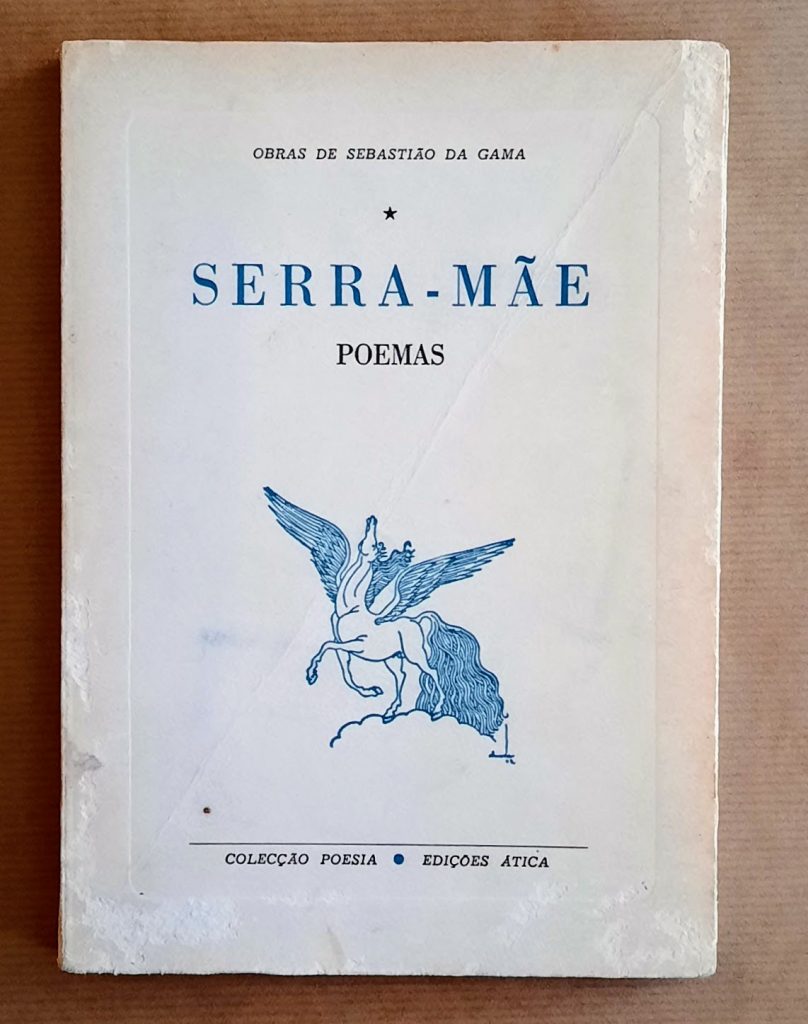 OBRAS DE SEBASTIÃO DA GAMA
★
SERRA-MÃE
POEMAS
COLECÇÃO POESIA ● EDIÇÕES ÁTICA